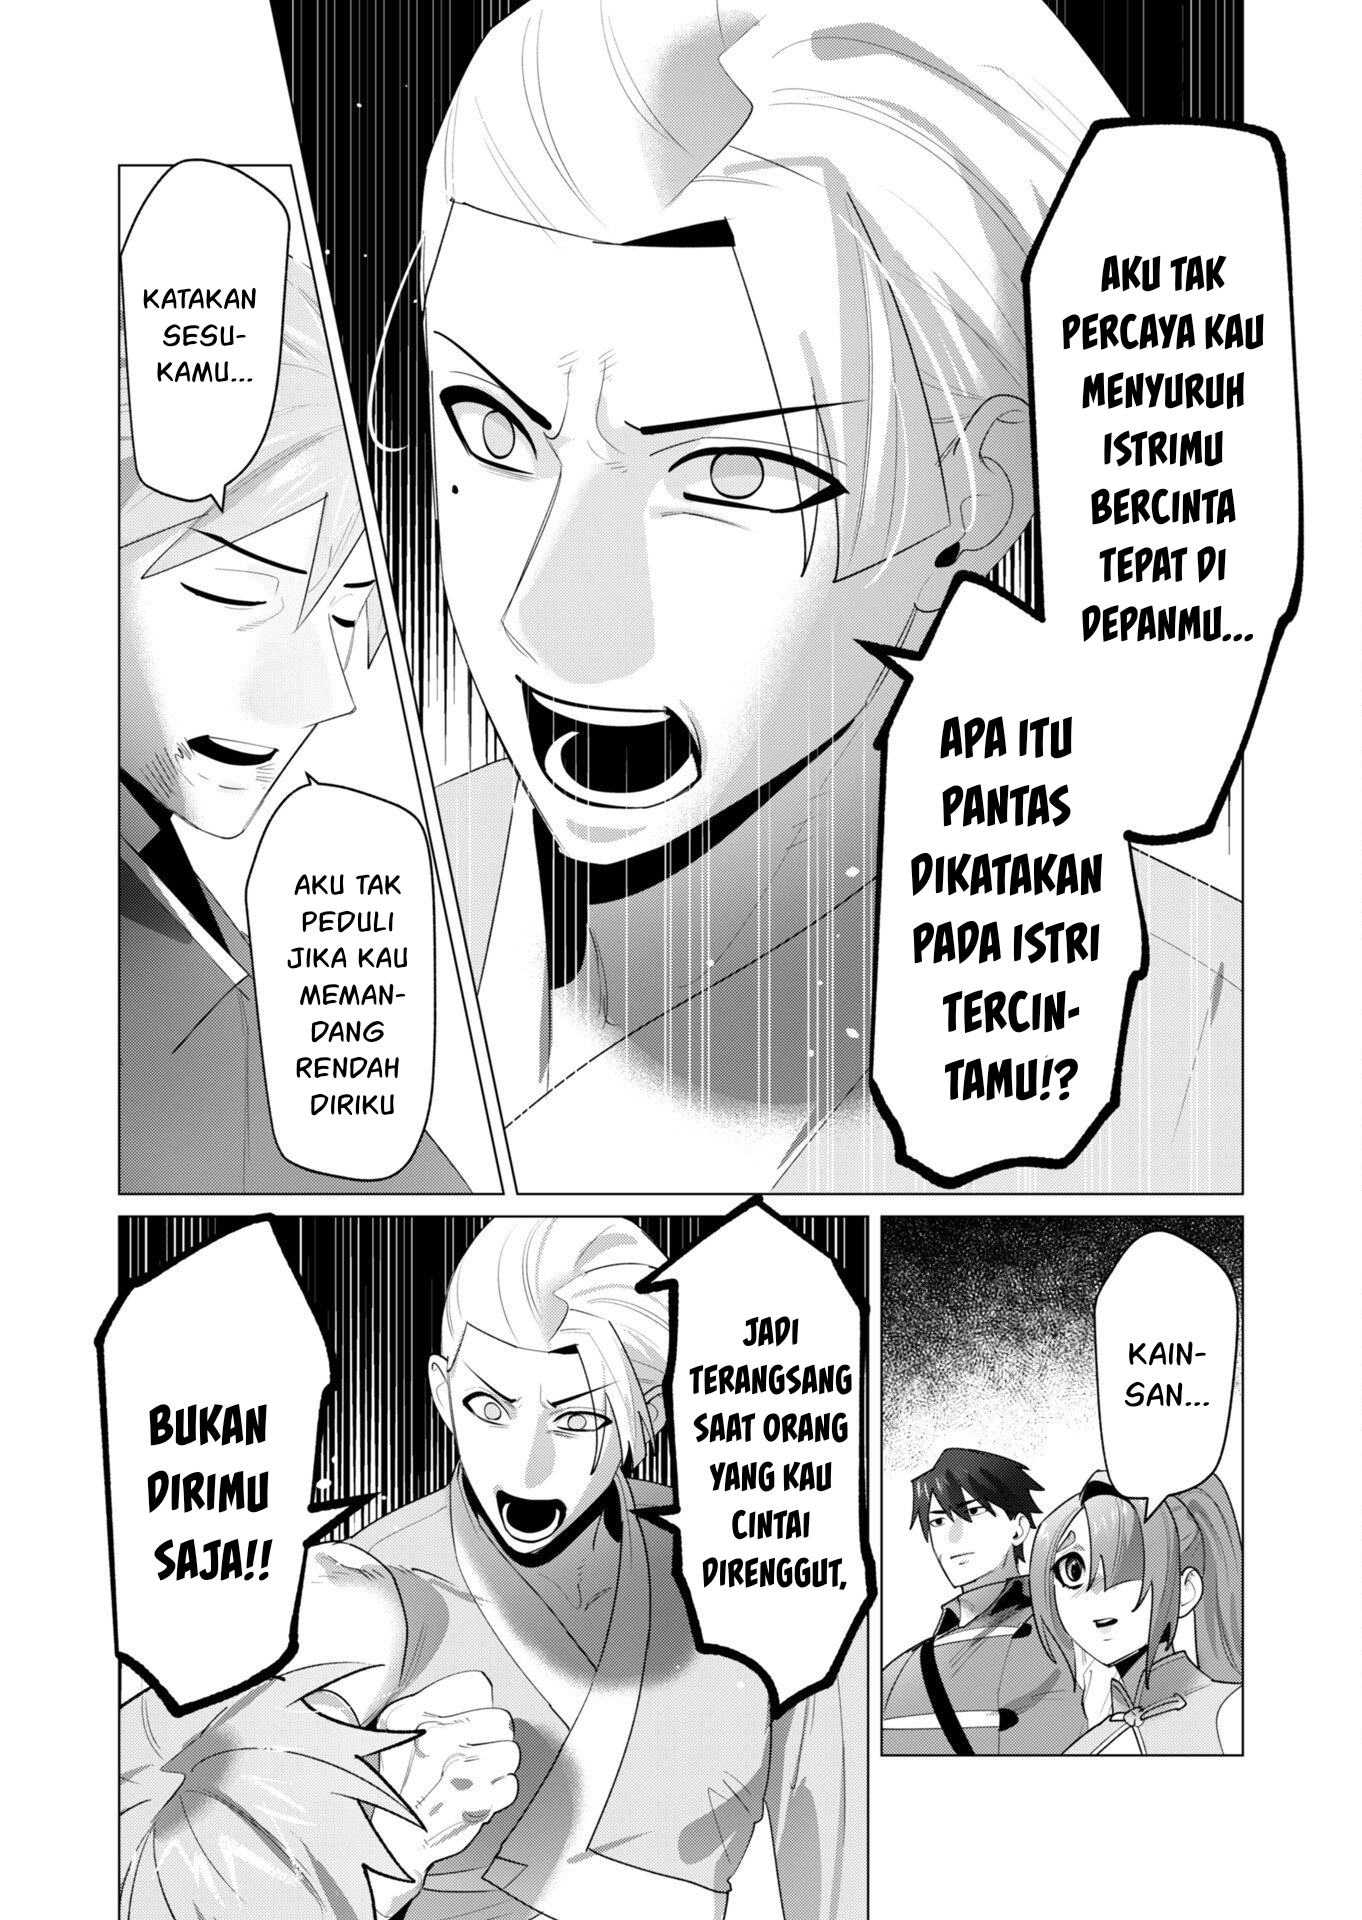 AKU TAK
PERCAYA KAU
MENYURUH
ISTRIMU
BERCINTA
TEPAT DI
DEPANMU...
APA ITU
PANTAS
DIKATAKAN
PADA ISTRI
TERCIN-
TAMU!?
KATAKAN
SESU-
KAMU...
AKU TAK
PEDULI
JIKA KAU
MEMAN-
DANG
RENDAH
DIRIKU
KAIN-
SAN...
JADI
TERANGSANG
SAAT ORANG
YANG KAU
CINTAI
DIRENGGUT,
BUKAN
DIRIMU
SAJA!!